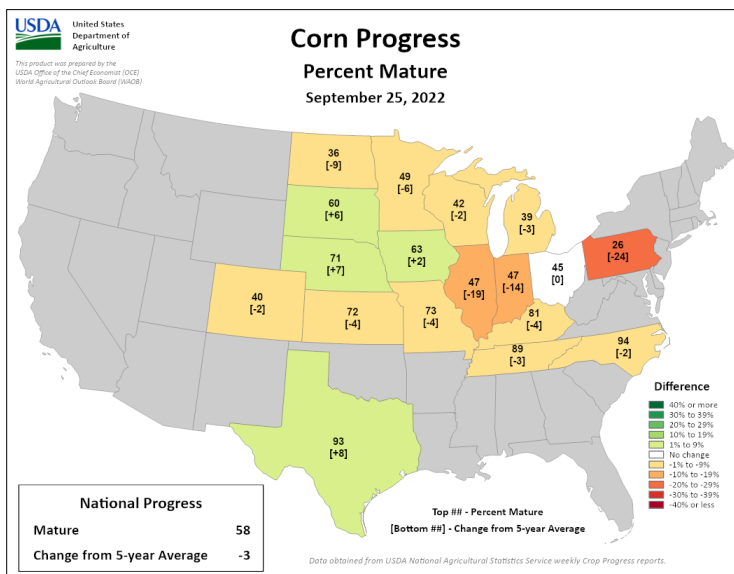 USDA
United States
Department of
Agriculture
This product was prepared by the
USDA Office of the Chief Economist (OCE)
World Agricultural Outlook Board (WAOB)
Corn Progress
Percent Mature
September 25, 2022
36
[-9]
49
[-6]
60
[+6]
42
[-2]
39
[-3]
71
[+7]
63
[+2]
47
[-19]
47
[-14]
45
[0]
26
[-24]
40
[-2]
72
[-4]
73
[-4]
81
[-4]
89
[-3]
94
[-2]
93
[+8]
Difference
40% or more
30% to 39%
20% to 29%
10% to 19%
1% to 9%
No change
-1% to -9%
-10% to -19%
-20% to -29%
-30% to -39%
-40% or less
National Progress
Mature 58
Change from 5-year Average -3
Top ## - Percent Mature
[Bottom ##] - Change from 5-year Average
Data obtained from USDA National Agricultural Statistics Service weekly Crop Progress reports.